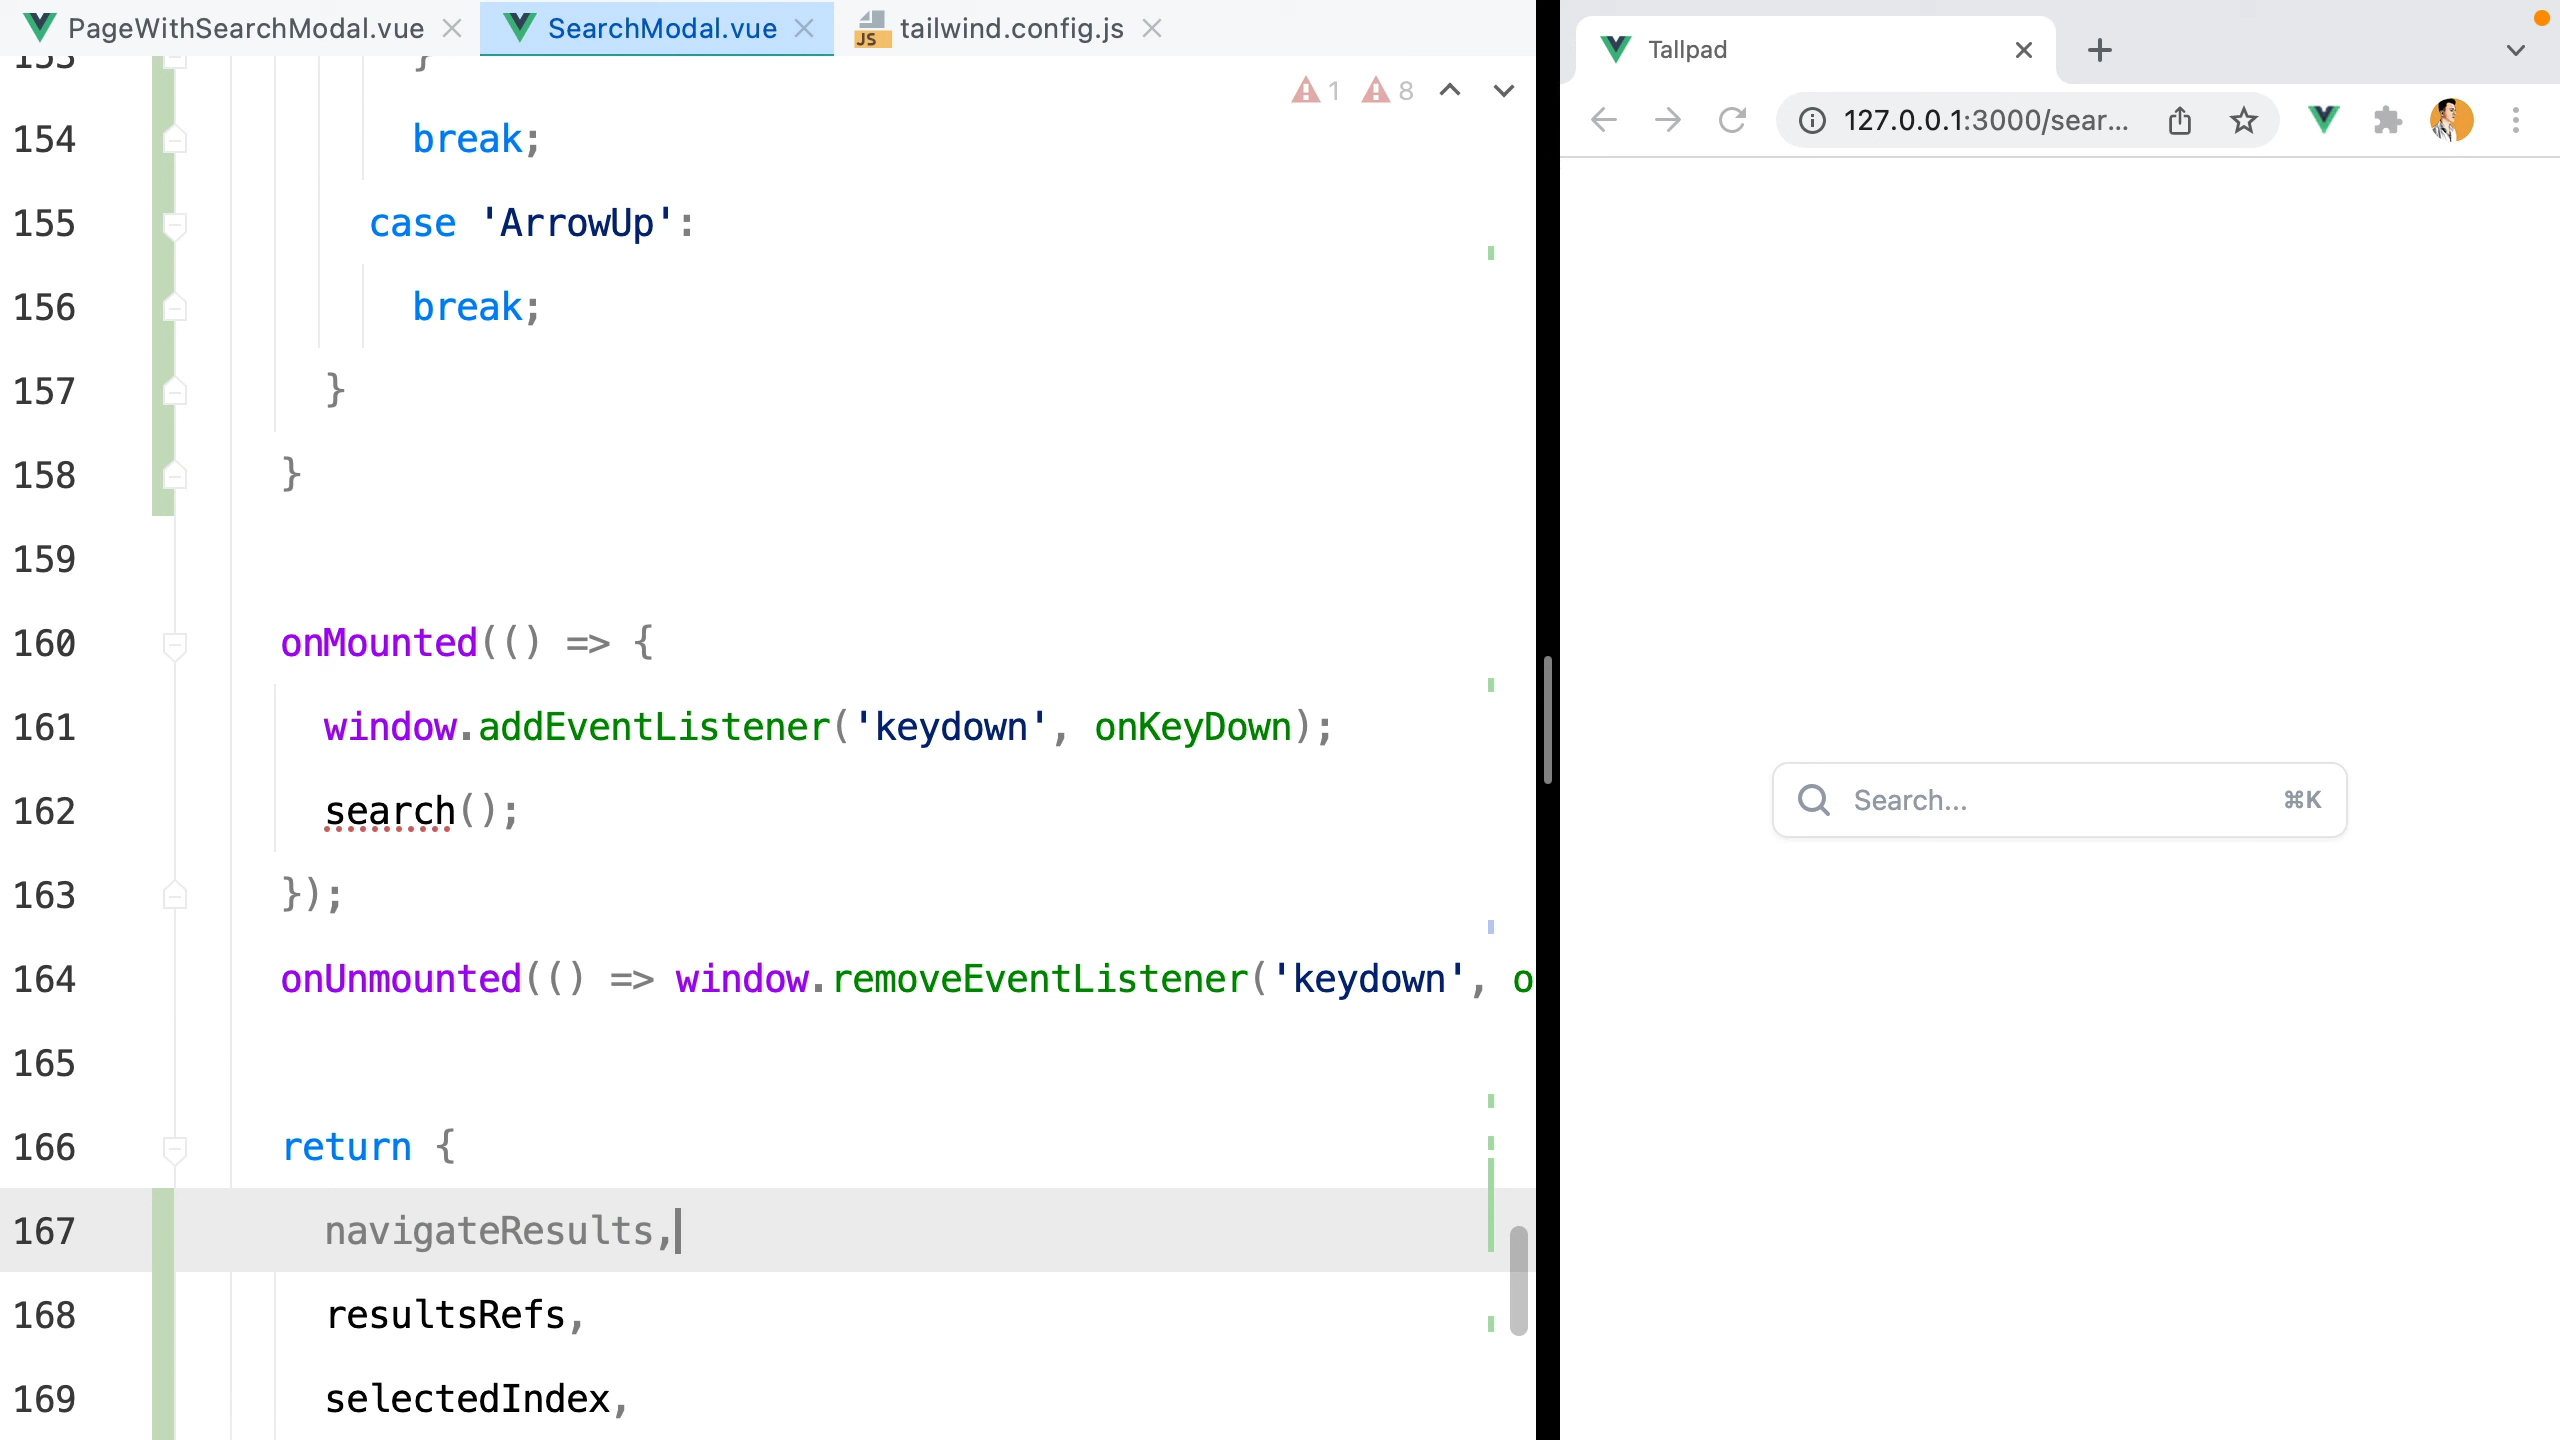 PageWithSearchModal.vue
SearchModal.vue
tailwind.config.js
JS
153 }
1 8
154 break;
155 case 'ArrowUp':
156 break;
157 }
158 }
159
160 onMounted(() => {
161 window.addEventListener('keydown', onKeyDown);
162 search();
163 });
164 onUnmounted(() => window.removeEventListener('keydown', o
165
166 return {
167 navigateResults,
168 resultsRefs,
169 selectedIndex,
Tallpad
127.0.0.1:3000/sear...
Search...
⌘K